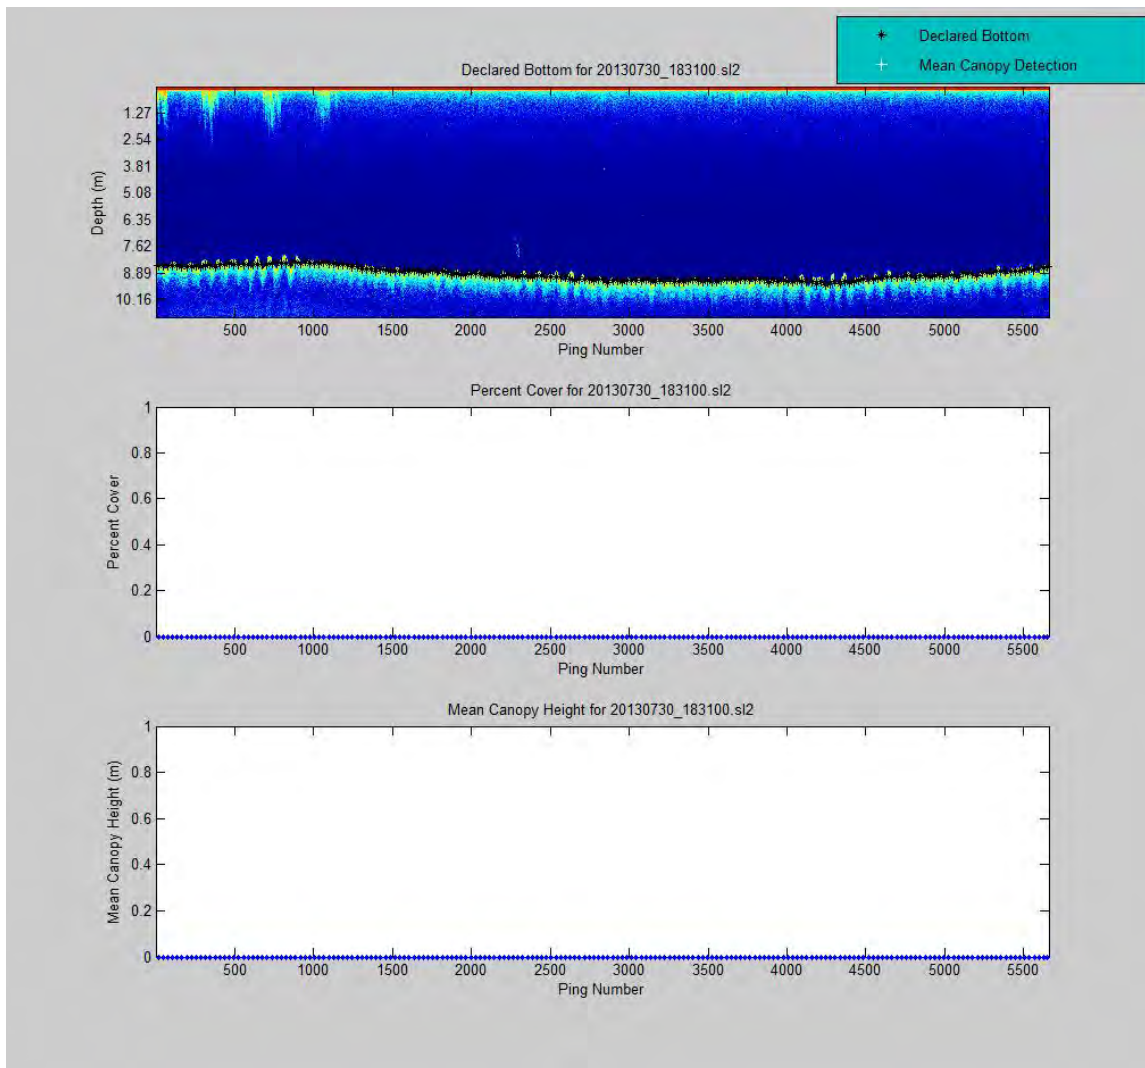 Declared Bottom
Mean Canopy Detection
Declared Bottom for 20130730_183100.sl2
1.27
2.54
3.81
5.08
6.35
7.62
8.89
10.16
Depth (m)
500 1000 1500 2000 2500 3000 3500 4000 4500 5000 5500
Ping Number
Percent Cover for 20130730_183100.sl2
1
0.8
0.6
0.4
0.2
0
Percent Cover
500 1000 1500 2000 2500 3000 3500 4000 4500 5000 5500
Ping Number
Mean Canopy Height for 20130730_183100.sl2
1
0.8
0.6
0.4
0.2
0
Mean Canopy Height (m)
500 1000 1500 2000 2500 3000 3500 4000 4500 5000 5500
Ping Number